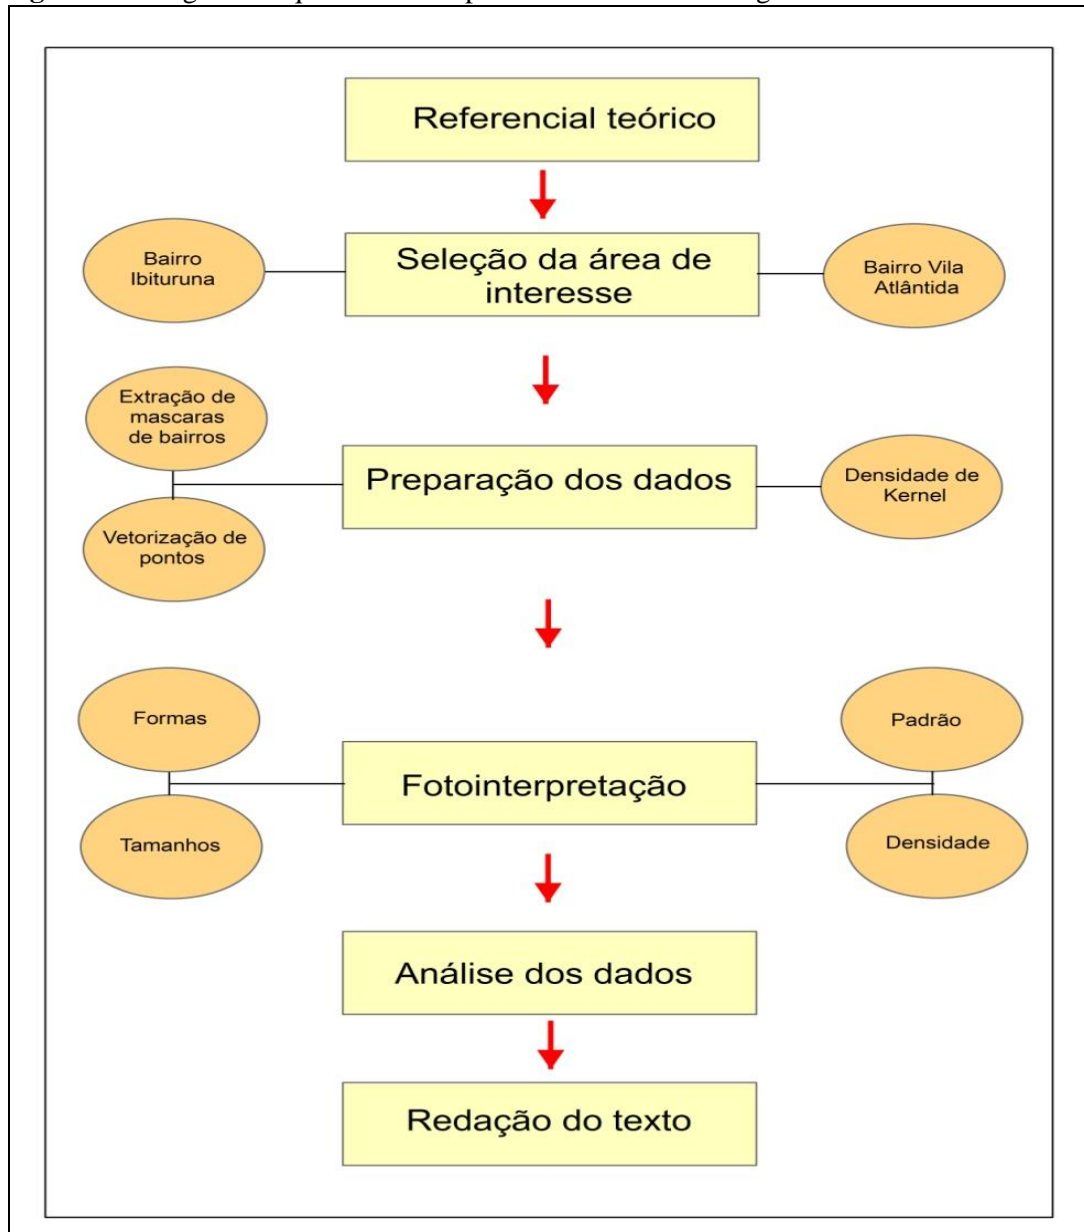 Referencial teórico
Seleção da área de
interesse
Bairro
Ibituruna
Bairro Vila
Atlântida
Extração de
mascaras
de bairros
Preparação dos dados
Densidade de
Kernel
Vetorização de
pontos
Formas
Padrão
Fotointerpretação
Tamanhos
Densidade
Análise dos dados
Redação do texto